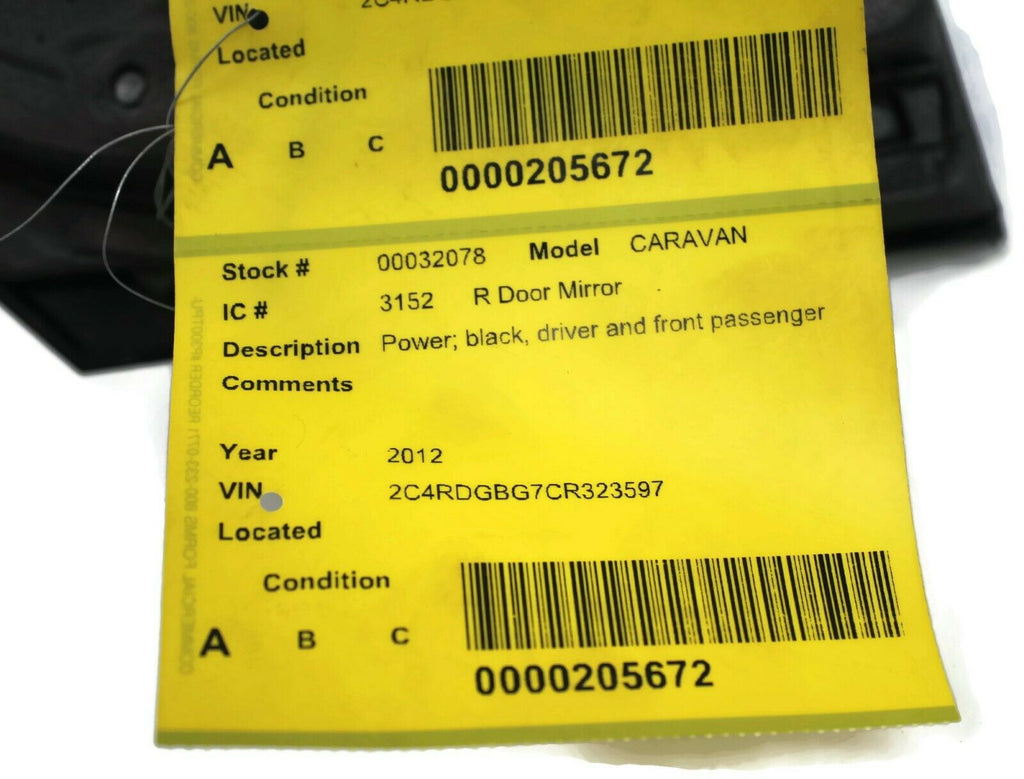 VIN
Located
Condition
A B C
0000205672
Stock # 00032078 Model CARAVAN
IC # 3152 R Door Mirror
Description Power; black, driver and front passenger
Comments
Year 2012
VIN 2C4RDGBG7CR323597
Located
Condition
A B C
0000205672